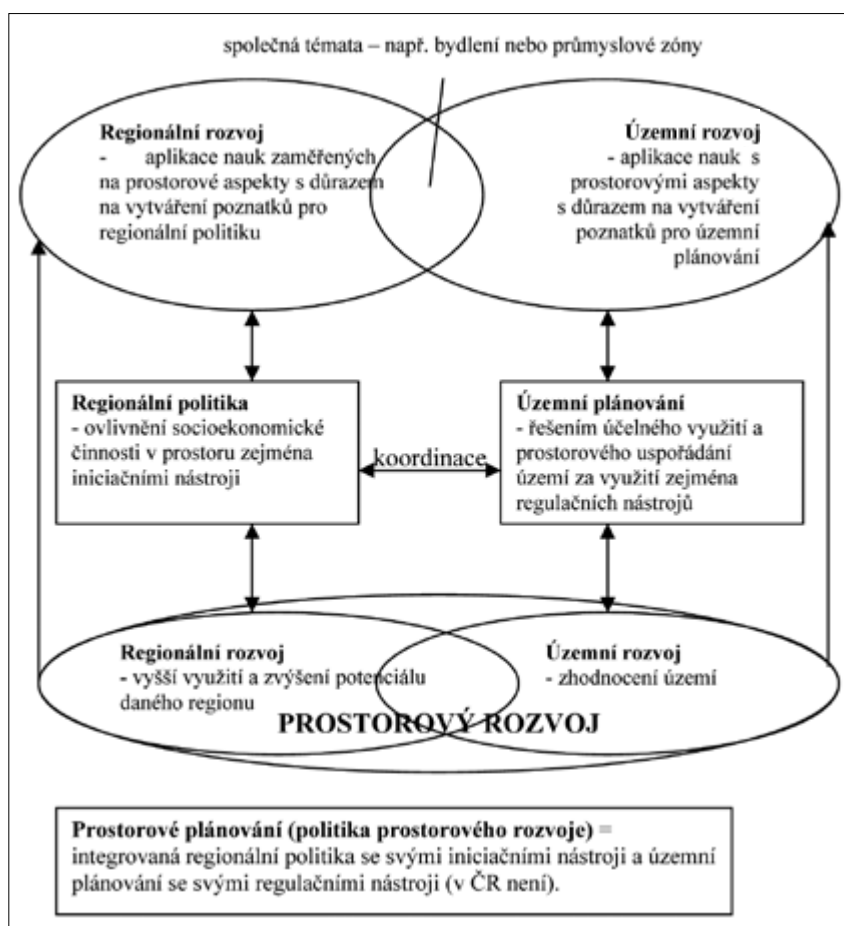 společná témata – např. bydlení nebo průmyslové zóny
Regionální rozvoj
- aplikace nauk zaměřených
na prostorové aspekty s důrazem
na vytváření poznatků pro
regionální politiku
Územní rozvoj
- aplikace nauk s
prostorovými aspekty
s důrazem na vytváření
poznatků pro územní
plánování
Regionální politika
- ovlivnění socioekonomické
činnosti v prostoru zejména
iniciačními nástroji
koordinace
Územní plánování
- řešením účelného využití a
prostorového uspořádání
území za využití zejména
regulačních nástrojů
Regionální rozvoj
- vyšší využití a zvýšení potenciálu
daného regionu
Územní rozvoj
- zhodnocení území
PROSTOROVÝ ROZVOJ
Prostorové plánování (politika prostorového rozvoje) =
integrovaná regionální politika se svými iniciačními nástroji a územní
plánování se svými regulačními nástroji (v ČR není).